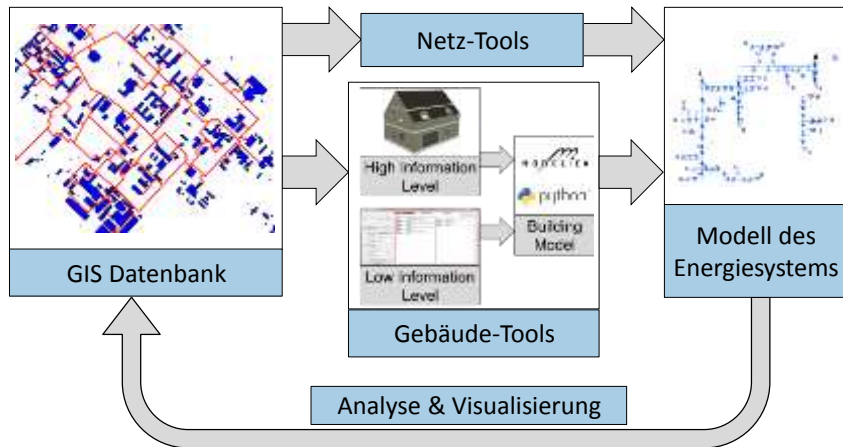 Netz-Tools
GIS Datenbank
High Information
Level
Low Information
Level
MODELICA
python
Building
Model
Gebäude-Tools
Modell des
Energiesystems
Analyse & Visualisierung